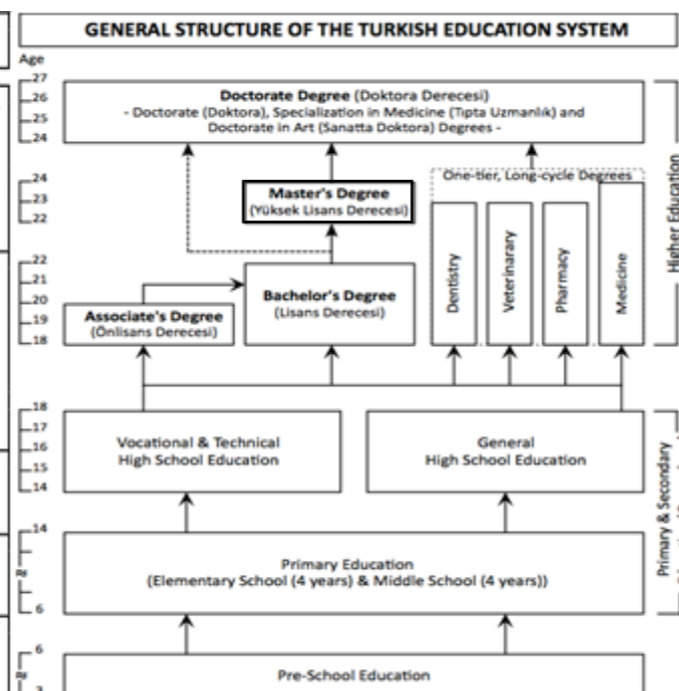 GENERAL STRUCTURE OF THE TURKISH EDUCATION SYSTEM
Age
27
26
25
24
Doctorate Degree (Doktora Derecesi)
- Doctorate (Doktora), Specialization in Medicine (Tıpta Uzmanlık) and
Doctorate in Art (Sanatta Doktora) Degrees -
24
23
22
Master's Degree
(Yüksek Lisans Derecesi)
One-tier, Long-cycle Degrees
Higher Education
22
21
20
19
18
Associate's Degree
(Önlisans Derecesi)
Bachelor's Degree
(Lisans Derecesi)
Dentistry
Veterinarary
Pharmacy
Medicine
18
17
16
15
14
Vocational & Technical
High School Education
General
High School Education
Primary & Secondary
14
6
Primary Education
(Elementary School (4 years) & Middle School (4 years))
6
Pre-School Education